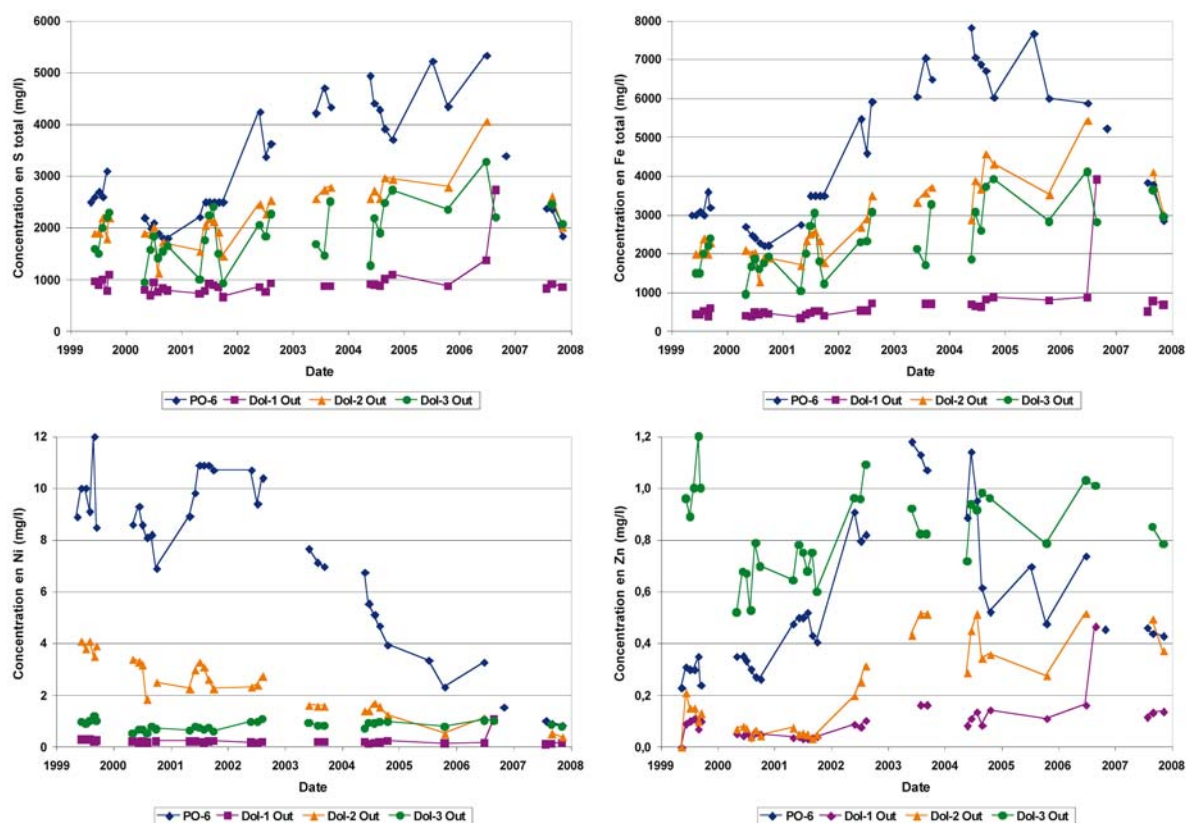 Concentration en S total (mg/l)
6000
5000
4000
3000
2000
1000
0
1999 2000 2001 2002 2003 2004 2005 2006 2007 2008
Date
PO-6 Dol-1 Out Dol-2 Out Dol-3 Out
Concentration en Fe total (mg/l)
8000
7000
6000
5000
4000
3000
2000
1000
0
1999 2000 2001 2002 2003 2004 2005 2006 2007 2008
Date
PO-6 Dol-1 Out Dol-2 Out Dol-3 Out
Concentration en Ni (mg/l)
12
10
8
6
4
2
0
1999 2000 2001 2002 2003 2004 2005 2006 2007 2008
Date
PO-6 Dol-1 Out Dol-2 Out Dol-3 Out
Concentration en Zn (mg/l)
1,2
1,0
0,8
0,6
0,4
0,2
0,0
1999 2000 2001 2002 2003 2004 2005 2006 2007 2008
Date
PO-6 Dol-1 Out Dol-2 Out Dol-3 Out